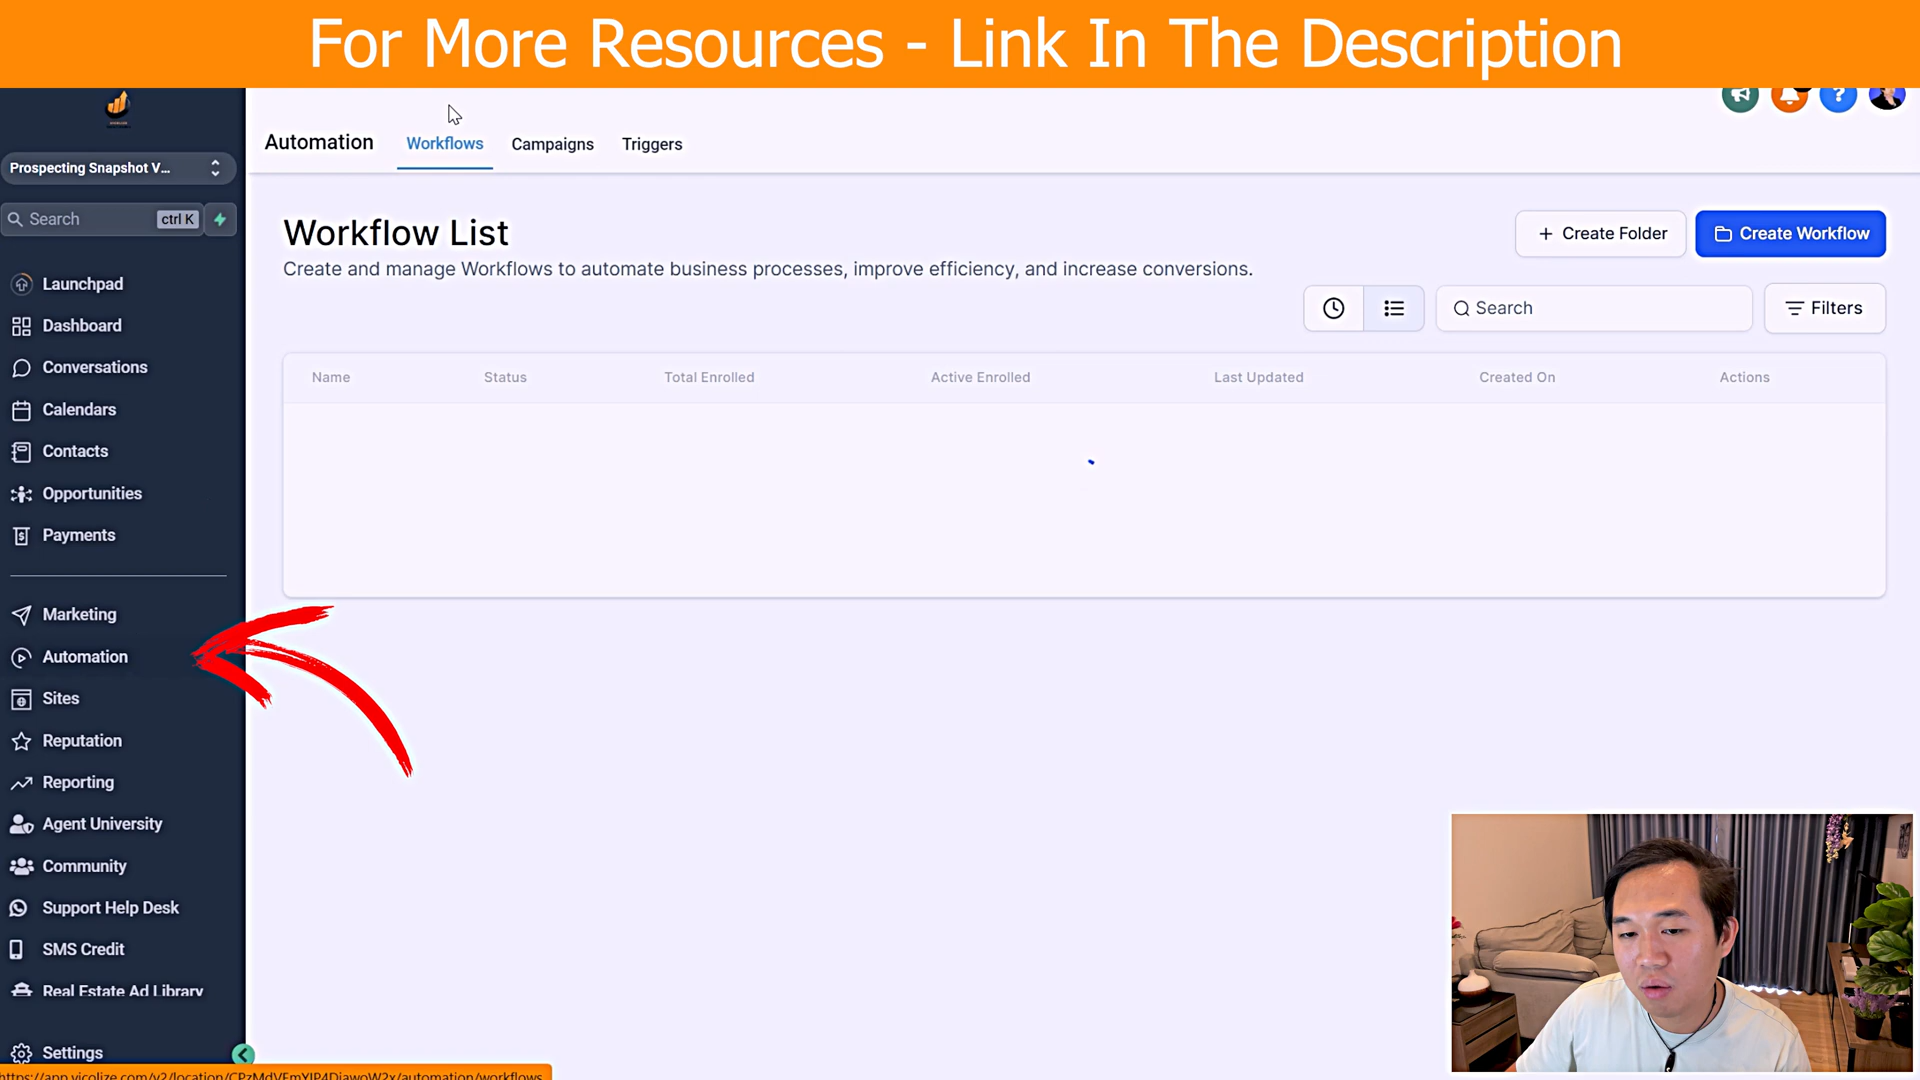 For More Resources - Link In The Description
Automation
Workflows
Campaigns
Triggers
Prospecting Snapshot V...
Search
ctrl K
Launchpad
Dashboard
Conversations
Calendars
Contacts
Opportunities
Payments
Marketing
Automation
Sites
Reputation
Reporting
Agent University
Community
Support Help Desk
SMS Credit
Real Estate Ad Library
Settings
Workflow List
Create and manage Workflows to automate business processes, improve efficiency, and increase conversions.
+ Create Folder
Create Workflow
Search
Filters
Name Status Total Enrolled Active Enrolled Last Updated Created On Actions